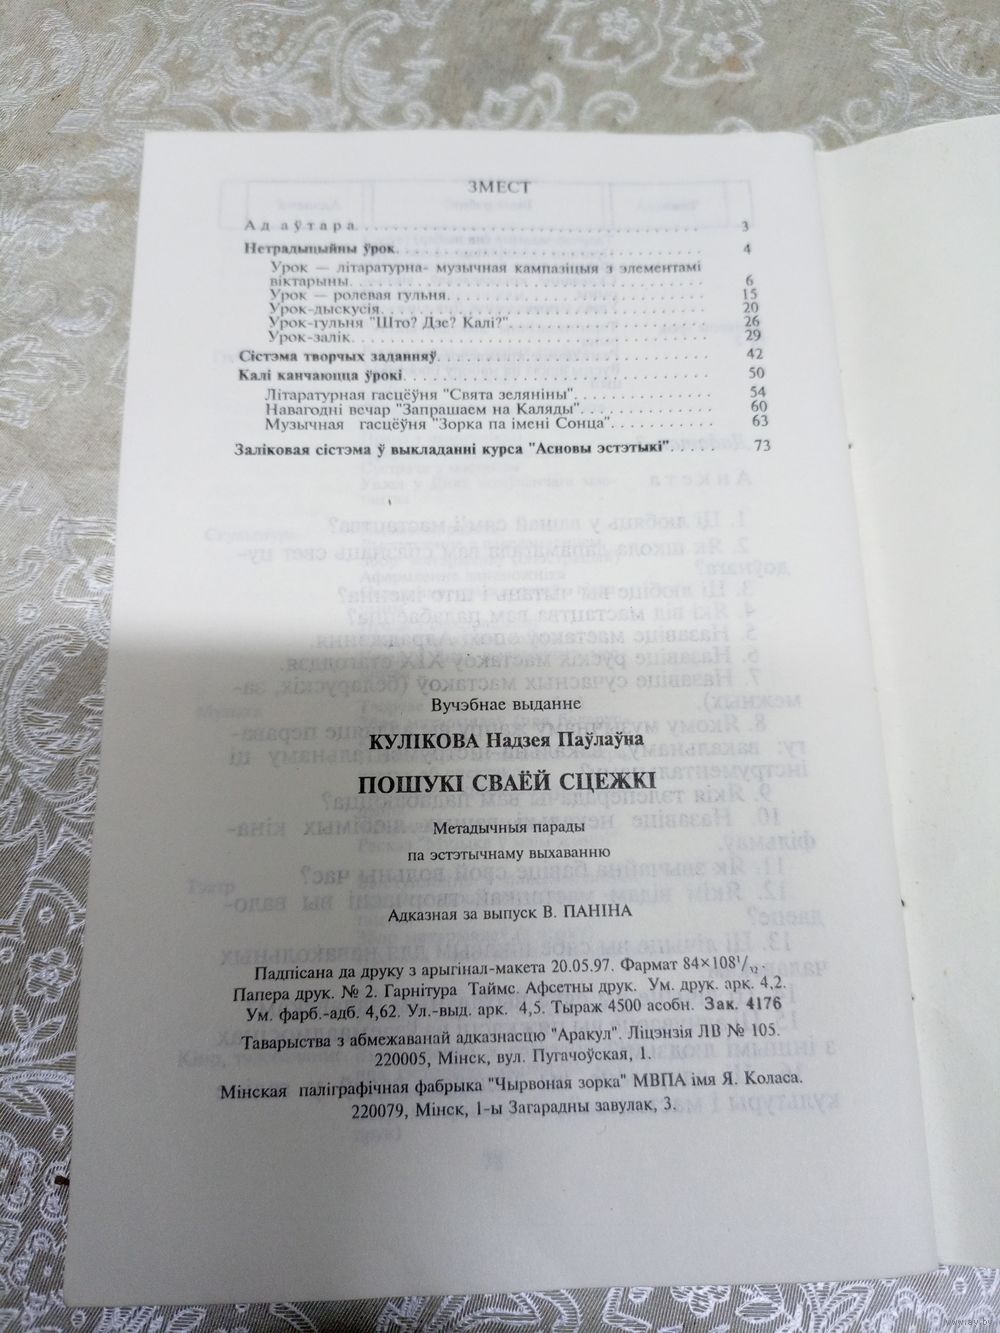 ЗМЕСТ
Ад аўтара. 3
Нетрадыцыйны ўрок. 4
Урок — літаратурна- музычная кампазіцыя з элементамі
віктарыны. 6
Урок — ролевая гульня. 15
Урок-дыскусія. 20
Урок-гульня "Што? Дзе? Калі?" 26
Урок-залік. 29
Сістэма творчых заданняў. 42
Калі канчаюцца ўрокі. 50
Літаратурная гасцёўня "Свята зеляніны". 54
Навагодні вечар "Запрашаем на Каляды". 60
Музычная гасцёўня "Зорка па імені Сонца". 63
Заліковая сістэма ў выкладанні курса "Асновы эстэтыкі". 73
Вучэбнае выданне
КУЛІКОВА Надзея Паўлаўна
ПОШУКІ СВАЁЙ СЦЕЖКІ
Метадычныя парады
па эстэтычнаму выхаванню
Адказная за выпуск В. ПАНІНА
Падпісана да друку з арыгінал-макета 20.05.97. Фармат 84×108 1/32.
Папера друк. № 2. Гарнітура Таймс. Афсетны друк. Ум. друк. арк. 4,2.
Ум. фарб.-адб. 4,62. Ул.-выд. арк. 4,5. Тыраж 4500 асобн. Зак. 4176
Таварыства з абмежаванай адказнасцю "Аракул". Ліцэнзія ЛВ № 105.
220005, Мінск, вул. Пугачоўская, 1.
Мінская паліграфічная фабрыка "Чырвоная зорка" МВПА імя Я. Коласа.
220079, Мінск, 1-ы Загарадны завулак, 3.
www.ay.by